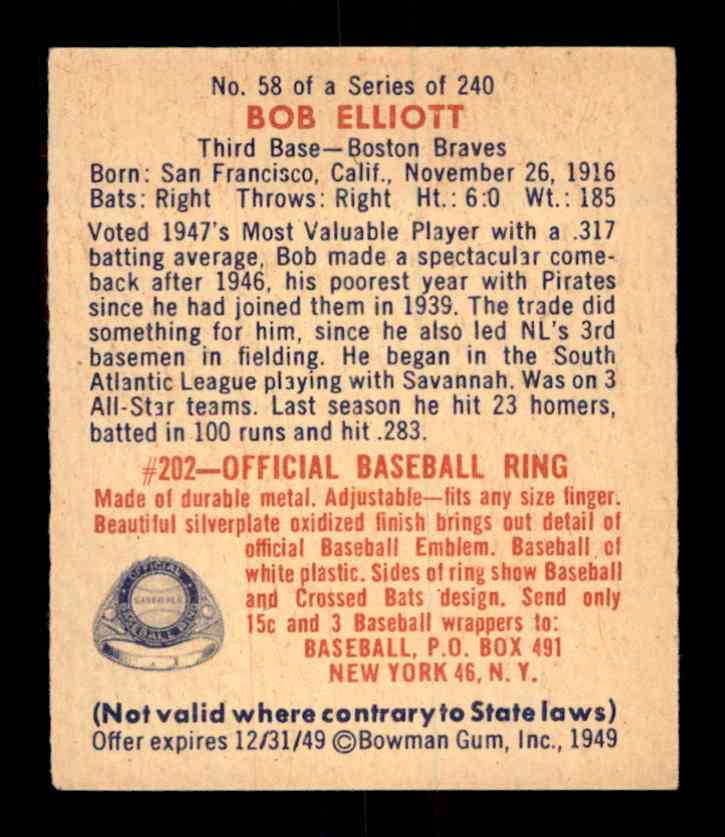 No. 58 of a Series of 240
BOB ELLIOTT
Third Base—Boston Braves
Born: San Francisco, Calif., November 26, 1916
Bats: Right Throws: Right Ht.: 6:0 Wt.: 185
Voted 1947's Most Valuable Player with a .317
batting average, Bob made a spectacular come-
back after 1946, his poorest year with Pirates
since he had joined them in 1939. The trade did
something for him, since he also led NL's 3rd
basemen in fielding. He began in the South
Atlantic League playing with Savannah. Was on 3
All-Star teams. Last season he hit 23 homers,
batted in 100 runs and hit .283.
#202—OFFICIAL BASEBALL RING
Made of durable metal. Adjustable—fits any size finger.
Beautiful silverplate oxidized finish brings out detail of
official Baseball Emblem. Baseball of
white plastic. Sides of ring show Baseball
and Crossed Bats design. Send only
15c and 3 Baseball wrappers to:
BASEBALL, P.O. BOX 491
NEW YORK 46, N. Y.
OFFICIAL
BASEBALL RING
(Not valid where contrary to State laws)
Offer expires 12/31/49 ©Bowman Gum, Inc., 1949